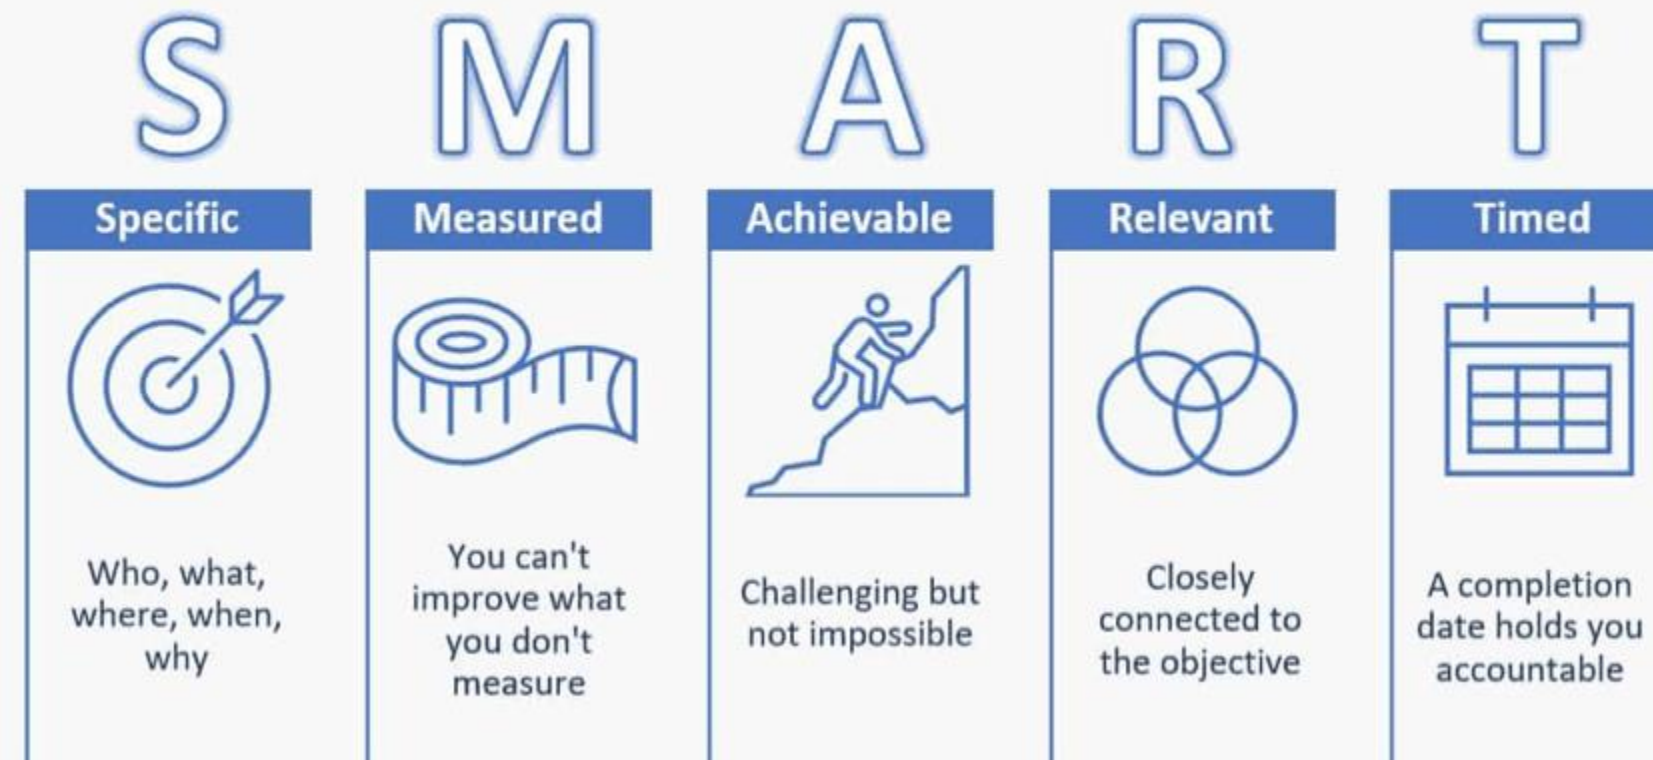 S M A R T
Specific
Who, what,
where, when,
why
Measured
You can't
improve what
you don't
measure
Achievable
Challenging but
not impossible
Relevant
Closely
connected to
the objective
Timed
A completion
date holds you
accountable